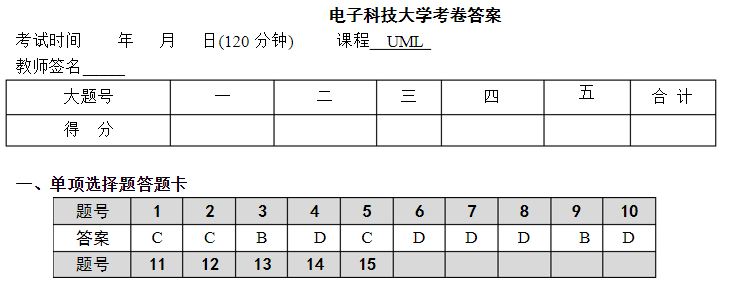 电子科技大学考卷答案
考试时间 年 月 日(120 分钟) 课程 UML
教师签名
大题号 一 二 三 四 五 合 计
得 分
一、单项选择题答题卡
题号 1 2 3 4 5 6 7 8 9 10
答案 C C B D C D D D B D
题号 11 12 13 14 15